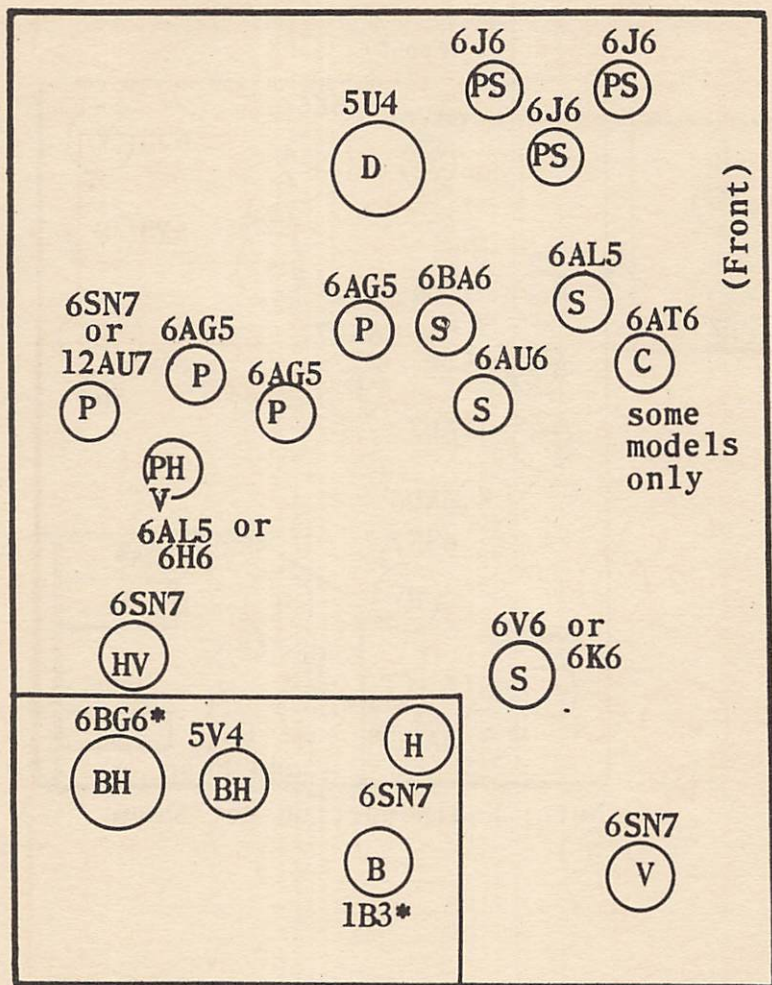 6J6
PS
6J6
PS
6J6
PS
5U4
D
(Front)
6AL5
S
6AG5
P
6BA6
S
6AT6
C
some
models
only
6SN7
or
12AU7
P
6AG5
P
6AG5
P
6AU6
S
PH
V
6AL5 or
6H6
6SN7
HV
6V6 or
6K6
S
6BG6*
BH
5V4
BH
H
6SN7
B
1B3*
6SN7
V